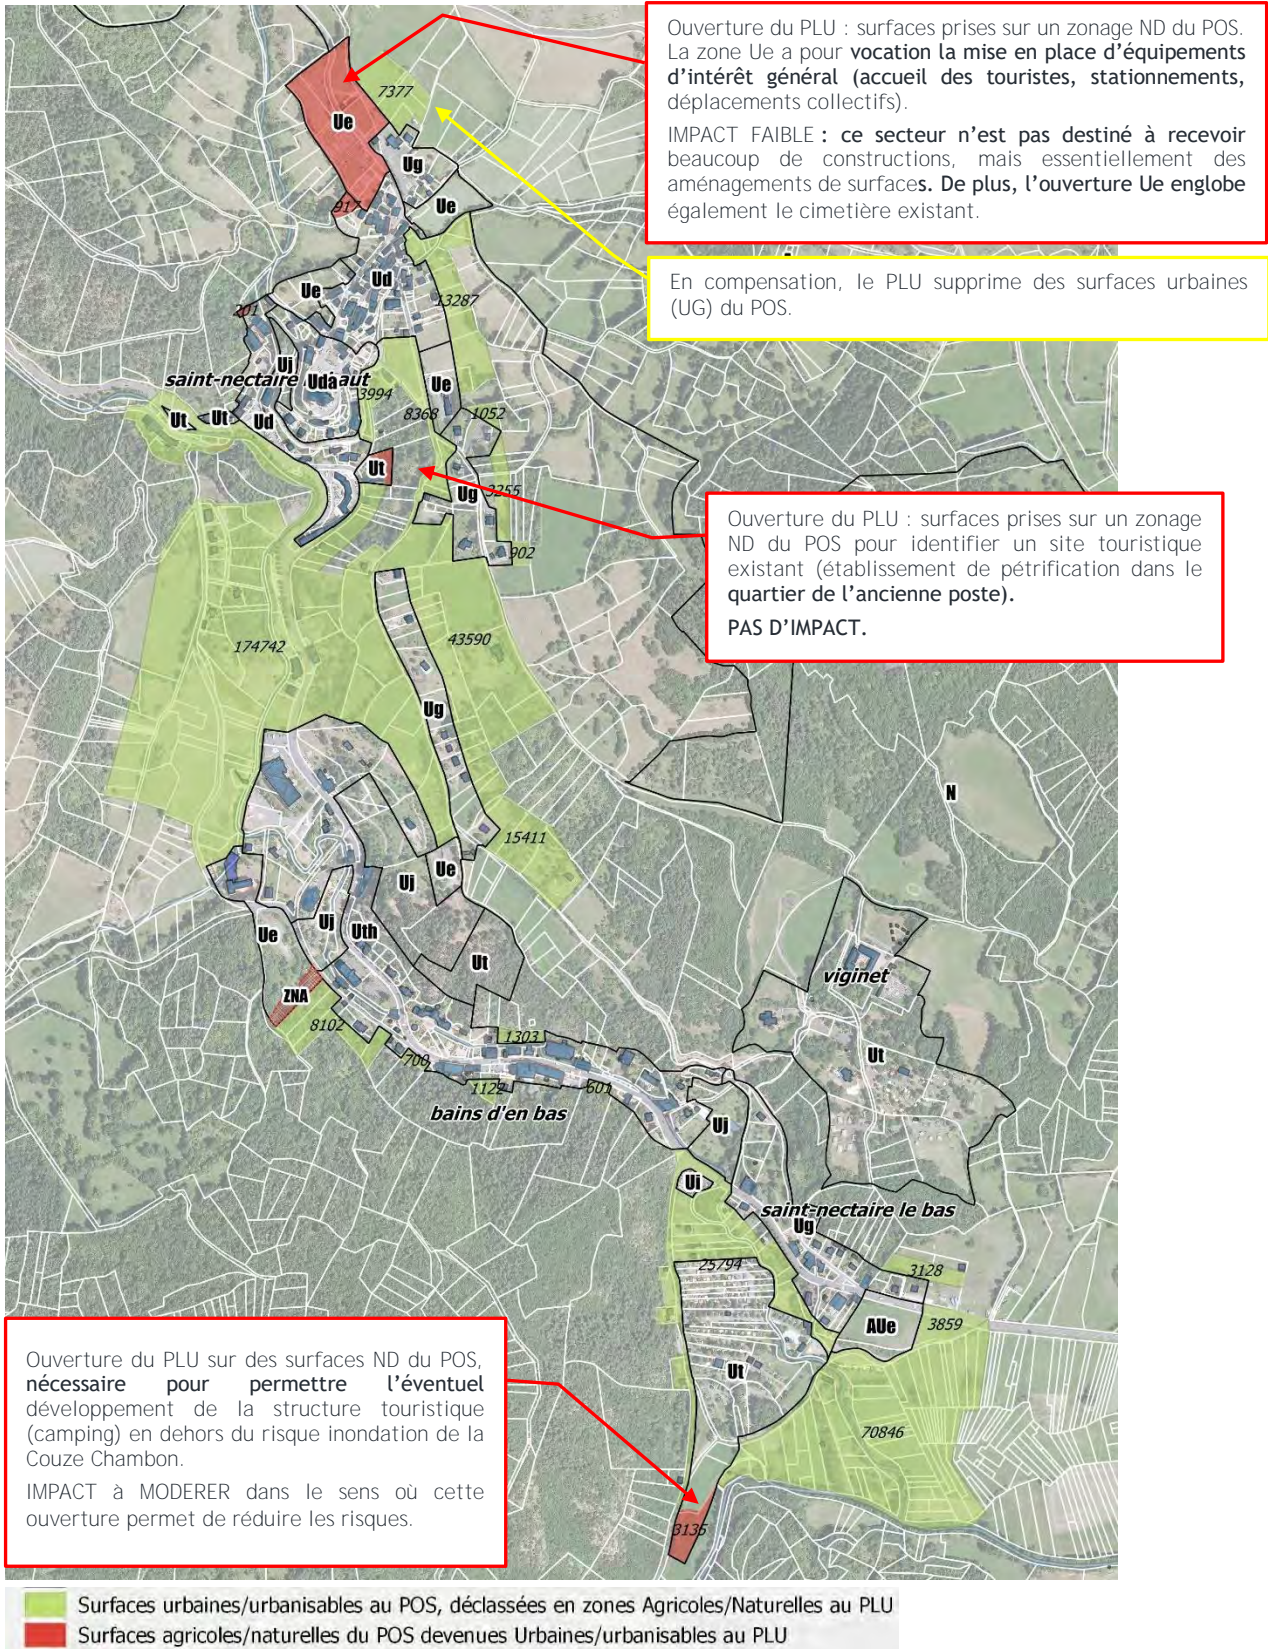 Ouverture du PLU : surfaces prises sur un zonage ND du POS.
La zone Ue a pour vocation la mise en place d’équipements
d’intérêt général (accueil des touristes, stationnements,
déplacements collectifs).
IMPACT FAIBLE : ce secteur n’est pas destiné à recevoir
beaucoup de constructions, mais essentiellement des
aménagements de surfaces. De plus, l’ouverture Ue englobe
également le cimetière existant.
En compensation, le PLU supprime des surfaces urbaines
(UG) du POS.
7377
Ue
Ug
917
Ue
Ud
Ue
13287
201
Uj
saint-nectaire
Uda
aut
3994
Ue
Ut
Ut
Ud
8368
1052
Ut
Ug
3255
902
Ouverture du PLU : surfaces prises sur un zonage
ND du POS pour identifier un site touristique
existant (établissement de pétrification dans le
quartier de l’ancienne poste).
PAS D’IMPACT.
174742
43590
Ug
N
15411
Uj
Ue
Uj
Ue
Uth
Ut
viginet
ZNA
8102
1303
700
Ut
1122
601
bains d'en bas
Uj
Ui
saint-nectaire le bas
Ug
25794
3128
AUe
3859
Ut
70846
3135
Ouverture du PLU sur des surfaces ND du POS,
nécessaire pour permettre l’éventuel
développement de la structure touristique
(camping) en dehors du risque inondation de la
Couze Chambon.
IMPACT à MODERER dans le sens où cette
ouverture permet de réduire les risques.
Surfaces urbaines/urbanisables au POS, déclassées en zones Agricoles/Naturelles au PLU
Surfaces agricoles/naturelles du POS devenues Urbaines/urbanisables au PLU